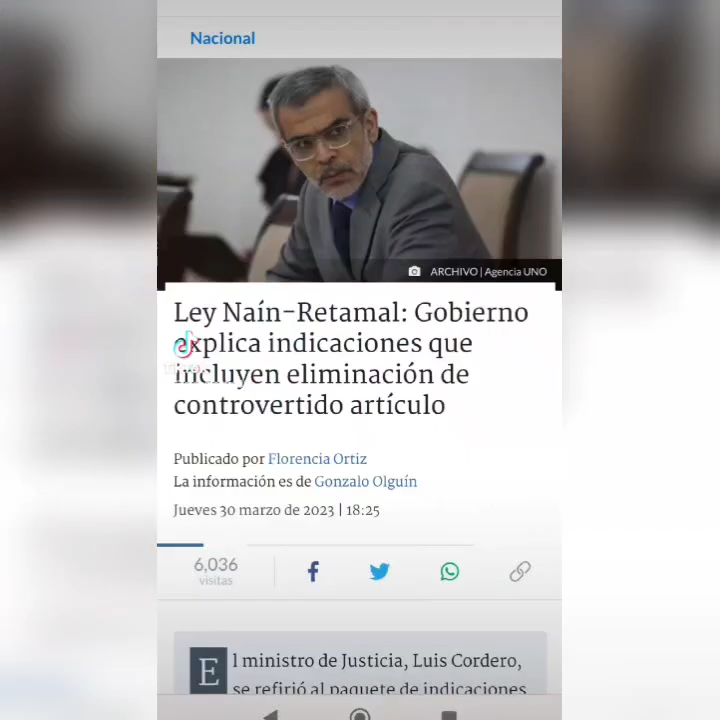 Nacional
ARCHIVO | Agencia UNO
Ley Naín-Retamal: Gobierno
explica indicaciones que
incluyen eliminación de
controvertido artículo
Publicado por Florencia Ortiz
La información es de Gonzalo Olguín
Jueves 30 marzo de 2023 | 18:25
6,036
visitas
El ministro de Justicia, Luis Cordero,
se refirió al paquete de indicaciones